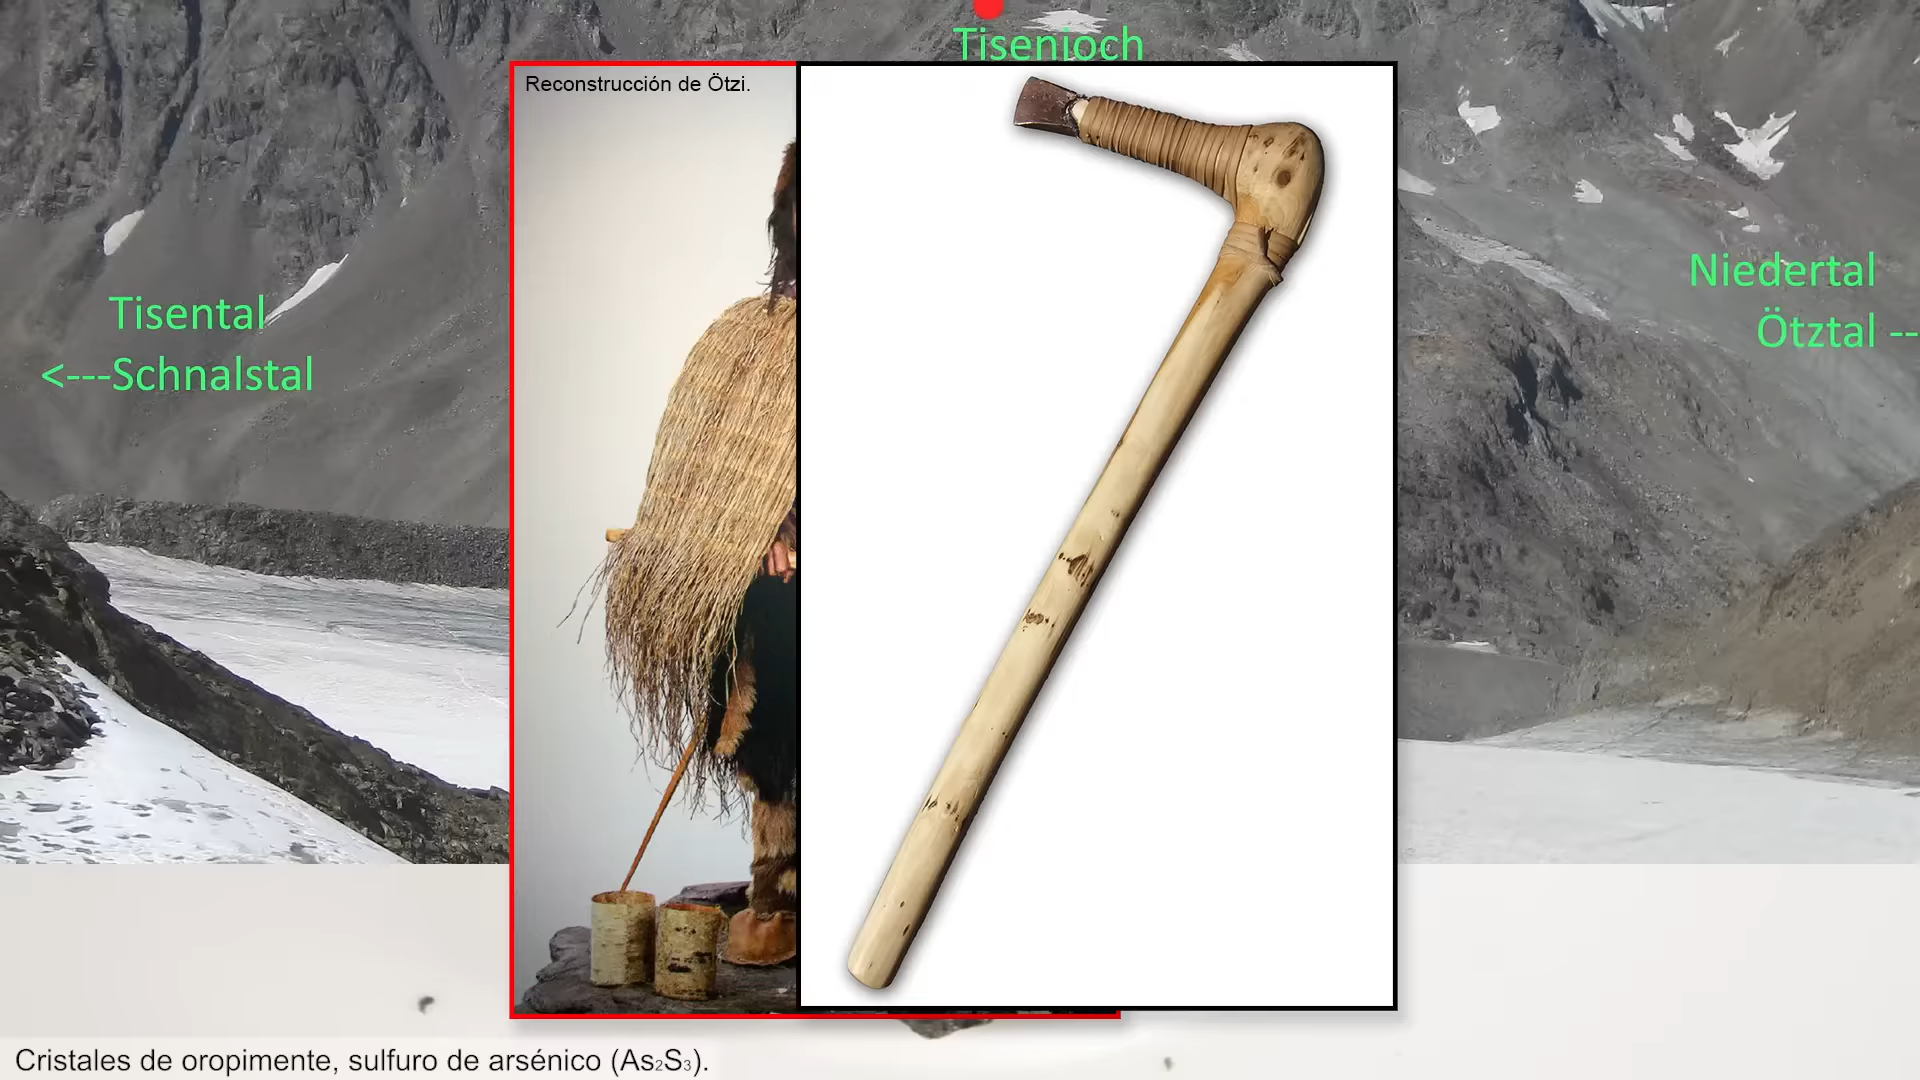 Tisenjoch
Reconstrucción de Ötzi.
Tisental
<---Schnalstal
Niedertal
Ötztal --
Cristales de oropimente, sulfuro de arsénico (As₂S₃).